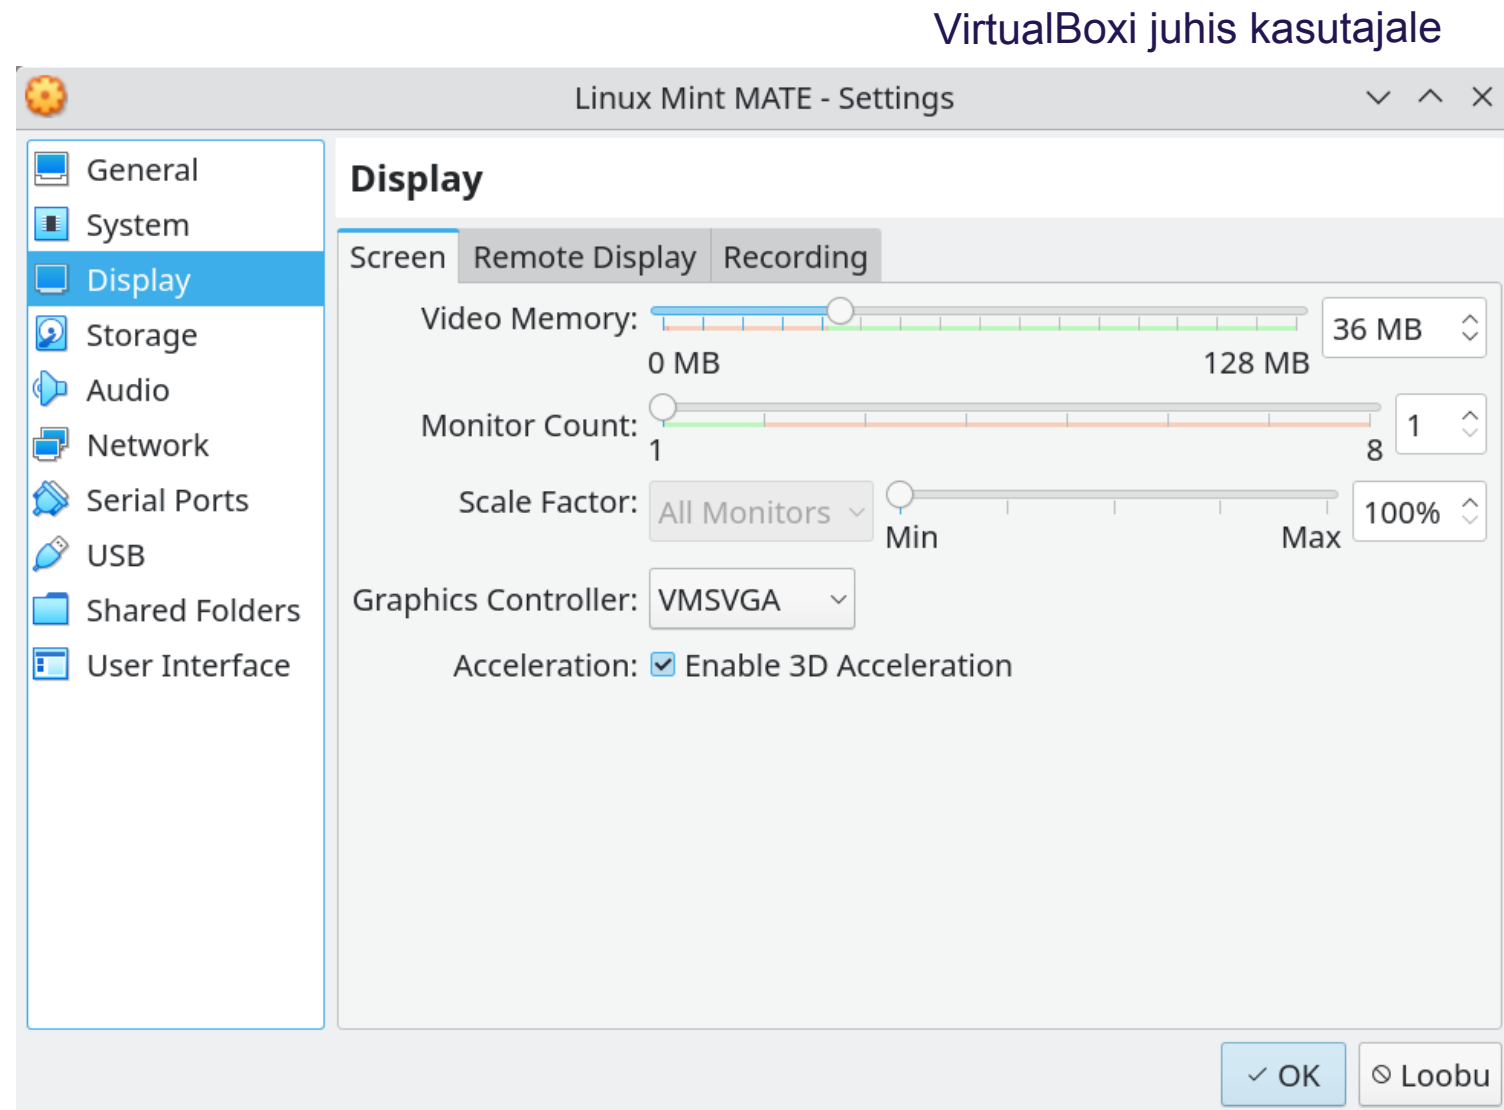 VirtualBoxi juhis kasutajale
Linux Mint MATE - Settings
General
System
Display
Storage
Audio
Network
Serial Ports
USB
Shared Folders
User Interface
Display
Screen Remote Display Recording
Video Memory: 36 MB
0 MB 128 MB
Monitor Count: 1
1 8
Scale Factor: All Monitors 100%
Min Max
Graphics Controller: VMSVGA
Acceleration: Enable 3D Acceleration
OK Loobu